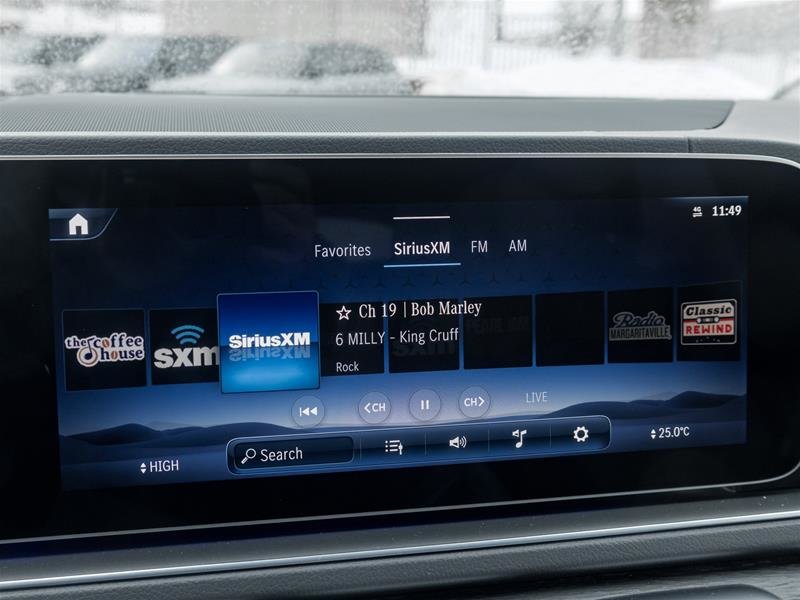 4G 11:49
Favorites SiriusXM FM AM
the coffee house
sxm
SiriusXM
Ch 19 | Bob Marley
6 MILLY - King Cruff
Rock
Radio
MARGARITAVILLE
Classic
REWIND
<CH
CH>
LIVE
HIGH
Search
25.0°C